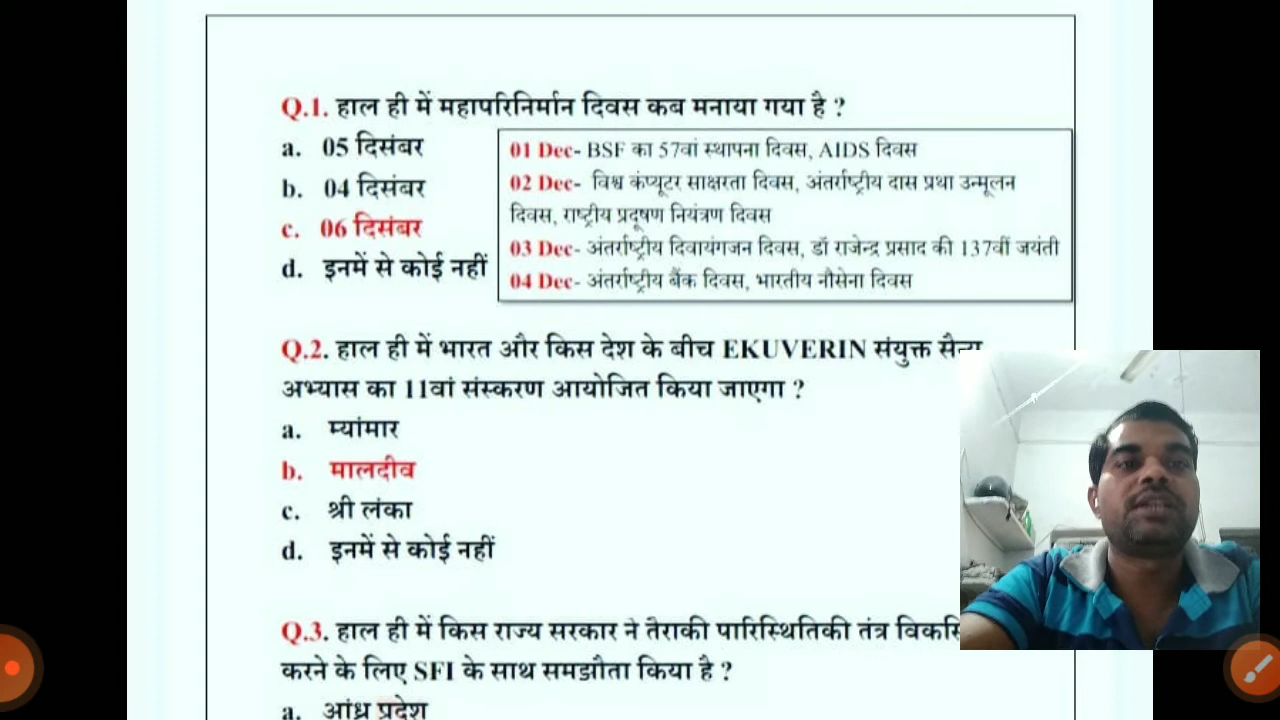 Q.1. हाल ही में महापरिनिर्मान दिवस कब मनाया गया है ?
a. 05 दिसंबर
b. 04 दिसंबर
c. 06 दिसंबर
d. इनमें से कोई नहीं
01 Dec- BSF का 57वां स्थापना दिवस, AIDS दिवस
02 Dec- विश्व कंप्यूटर साक्षरता दिवस, अंतर्राष्ट्रीय दास प्रथा उन्मूलन
दिवस, राष्ट्रीय प्रदूषण नियंत्रण दिवस
03 Dec- अंतर्राष्ट्रीय दिवायंगजन दिवस, डॉ राजेन्द्र प्रसाद की 137वीं जयंती
04 Dec- अंतर्राष्ट्रीय बैंक दिवस, भारतीय नौसेना दिवस
Q.2. हाल ही में भारत और किस देश के बीच EKUVERIN संयुक्त
अभ्यास का 11वां संस्करण आयोजित किया जाएगा ?
a. म्यांमार
b. मालदीव
c. श्री लंका
d. इनमें से कोई नहीं
Q.3. हाल ही में किस राज्य सरकार ने तैराकी पारिस्थितिकी तंत्र
करने के लिए SFI के साथ समझौता किया है ?
a. आंध्र प्रदेश